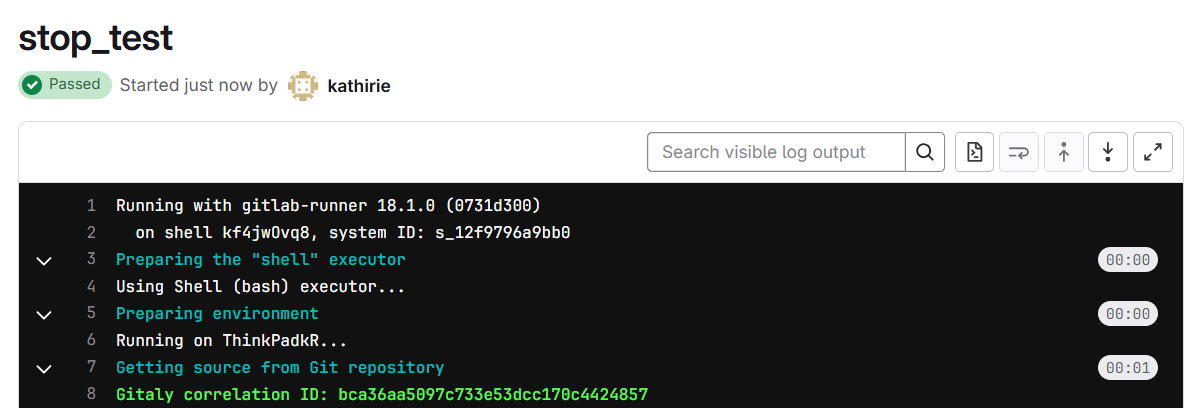 stop_test
Passed Started just now by kathirie
Search visible log output
1 Running with gitlab-runner 18.1.0 (0731d300)
2 on shell kf4jwOvq8, system ID: s_12f9796a9bb0
3 Preparing the "shell" executor 00:00
4 Using Shell (bash) executor...
5 Preparing environment 00:00
6 Running on ThinkPadkR...
7 Getting source from Git repository 00:01
8 Gitaly correlation ID: bca36aa5097c733e53dcc170c4424857